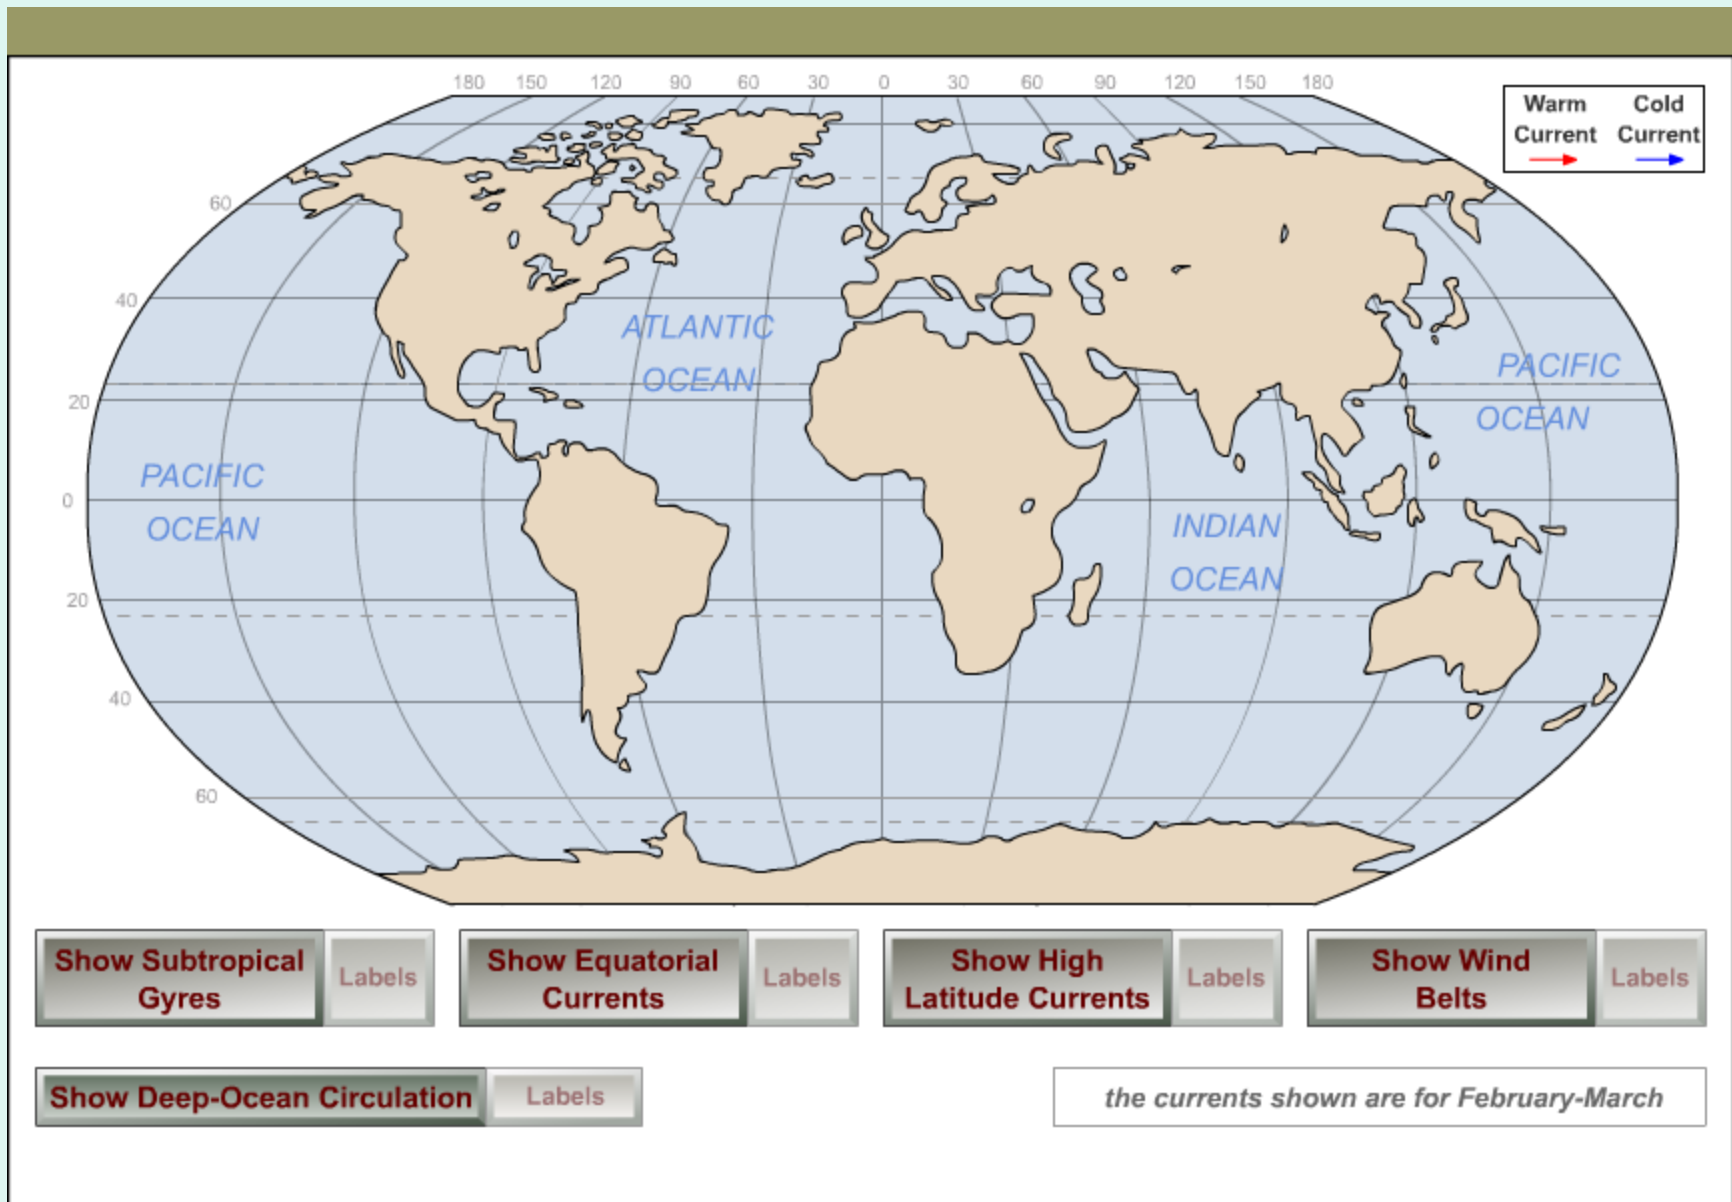 180 150 120 90 60 30 0 30 60 90 120 150 180
Warm Cold
Current Current
60
40
ATLANTIC
OCEAN
PACIFIC
OCEAN
20
PACIFIC
OCEAN
0
INDIAN
OCEAN
20
40
60
Show Subtropical
Gyres
Labels
Show Equatorial
Currents
Labels
Show High
Latitude Currents
Labels
Show Wind
Belts
Labels
Show Deep-Ocean Circulation
Labels
the currents shown are for February-March